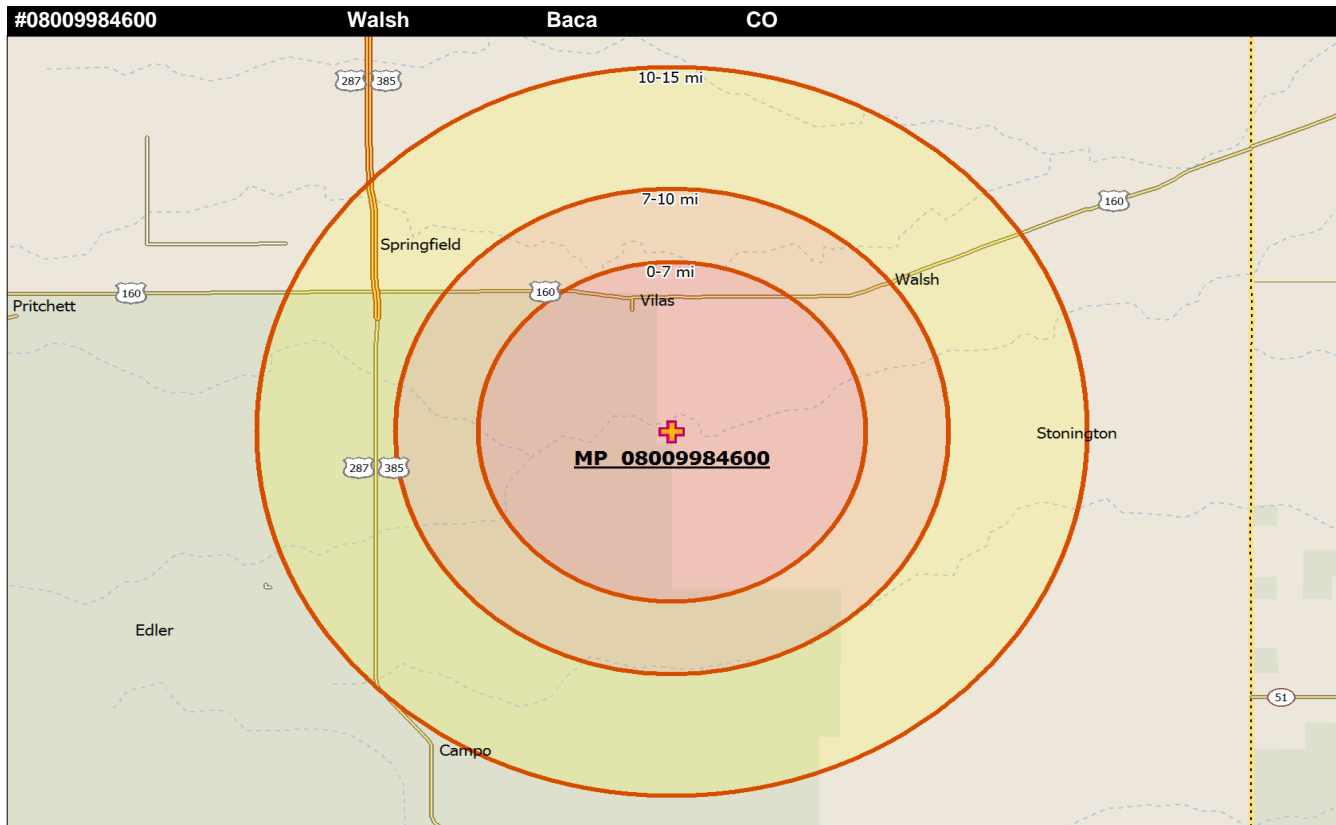 #08009984600 Walsh Baca CO
10-15 mi
287 385
7-10 mi
160
Springfield
0-7 mi
Walsh
160
160
Vilas
Pritchett
Stonington
MP 08009984600
287 385
Edler
51
Campo